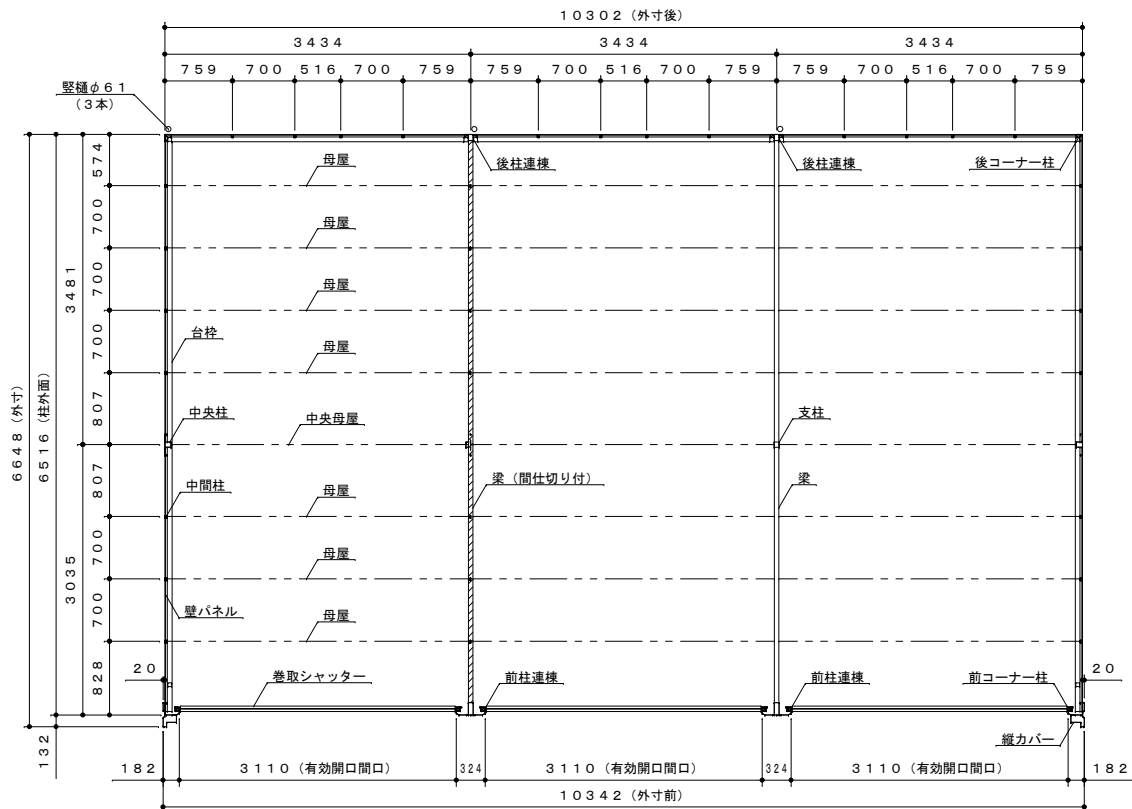 10302（外寸後）
3434 3434 3434
759 700 516 700 759 759 700 516 700 759 759 700 516 700 759
竪樋φ61
（3本）
後柱連棟 後柱連棟 後コーナー柱
母屋
母屋
母屋
台枠
母屋
中央柱 中央母屋 支柱
中間柱 母屋 梁（間仕切り付） 梁
母屋
壁パネル
母屋
巻取シャッター 前柱連棟 前柱連棟 前コーナー柱
縦カバー
6648（外寸）
6516（柱外面）
3481
3035
574
700
700
700
807
807
700
700
828
132
20 20
182 3110（有効開口間口） 324 3110（有効開口間口） 324 3110（有効開口間口） 182
10342（外寸前）